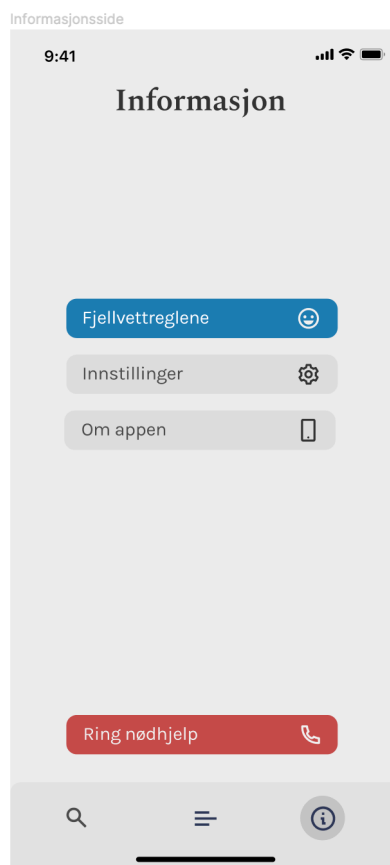 Informasjonsside
9:41
Informasjon
Fjellvettreglene
Innstillinger
Om appen
Ring nødhjelp